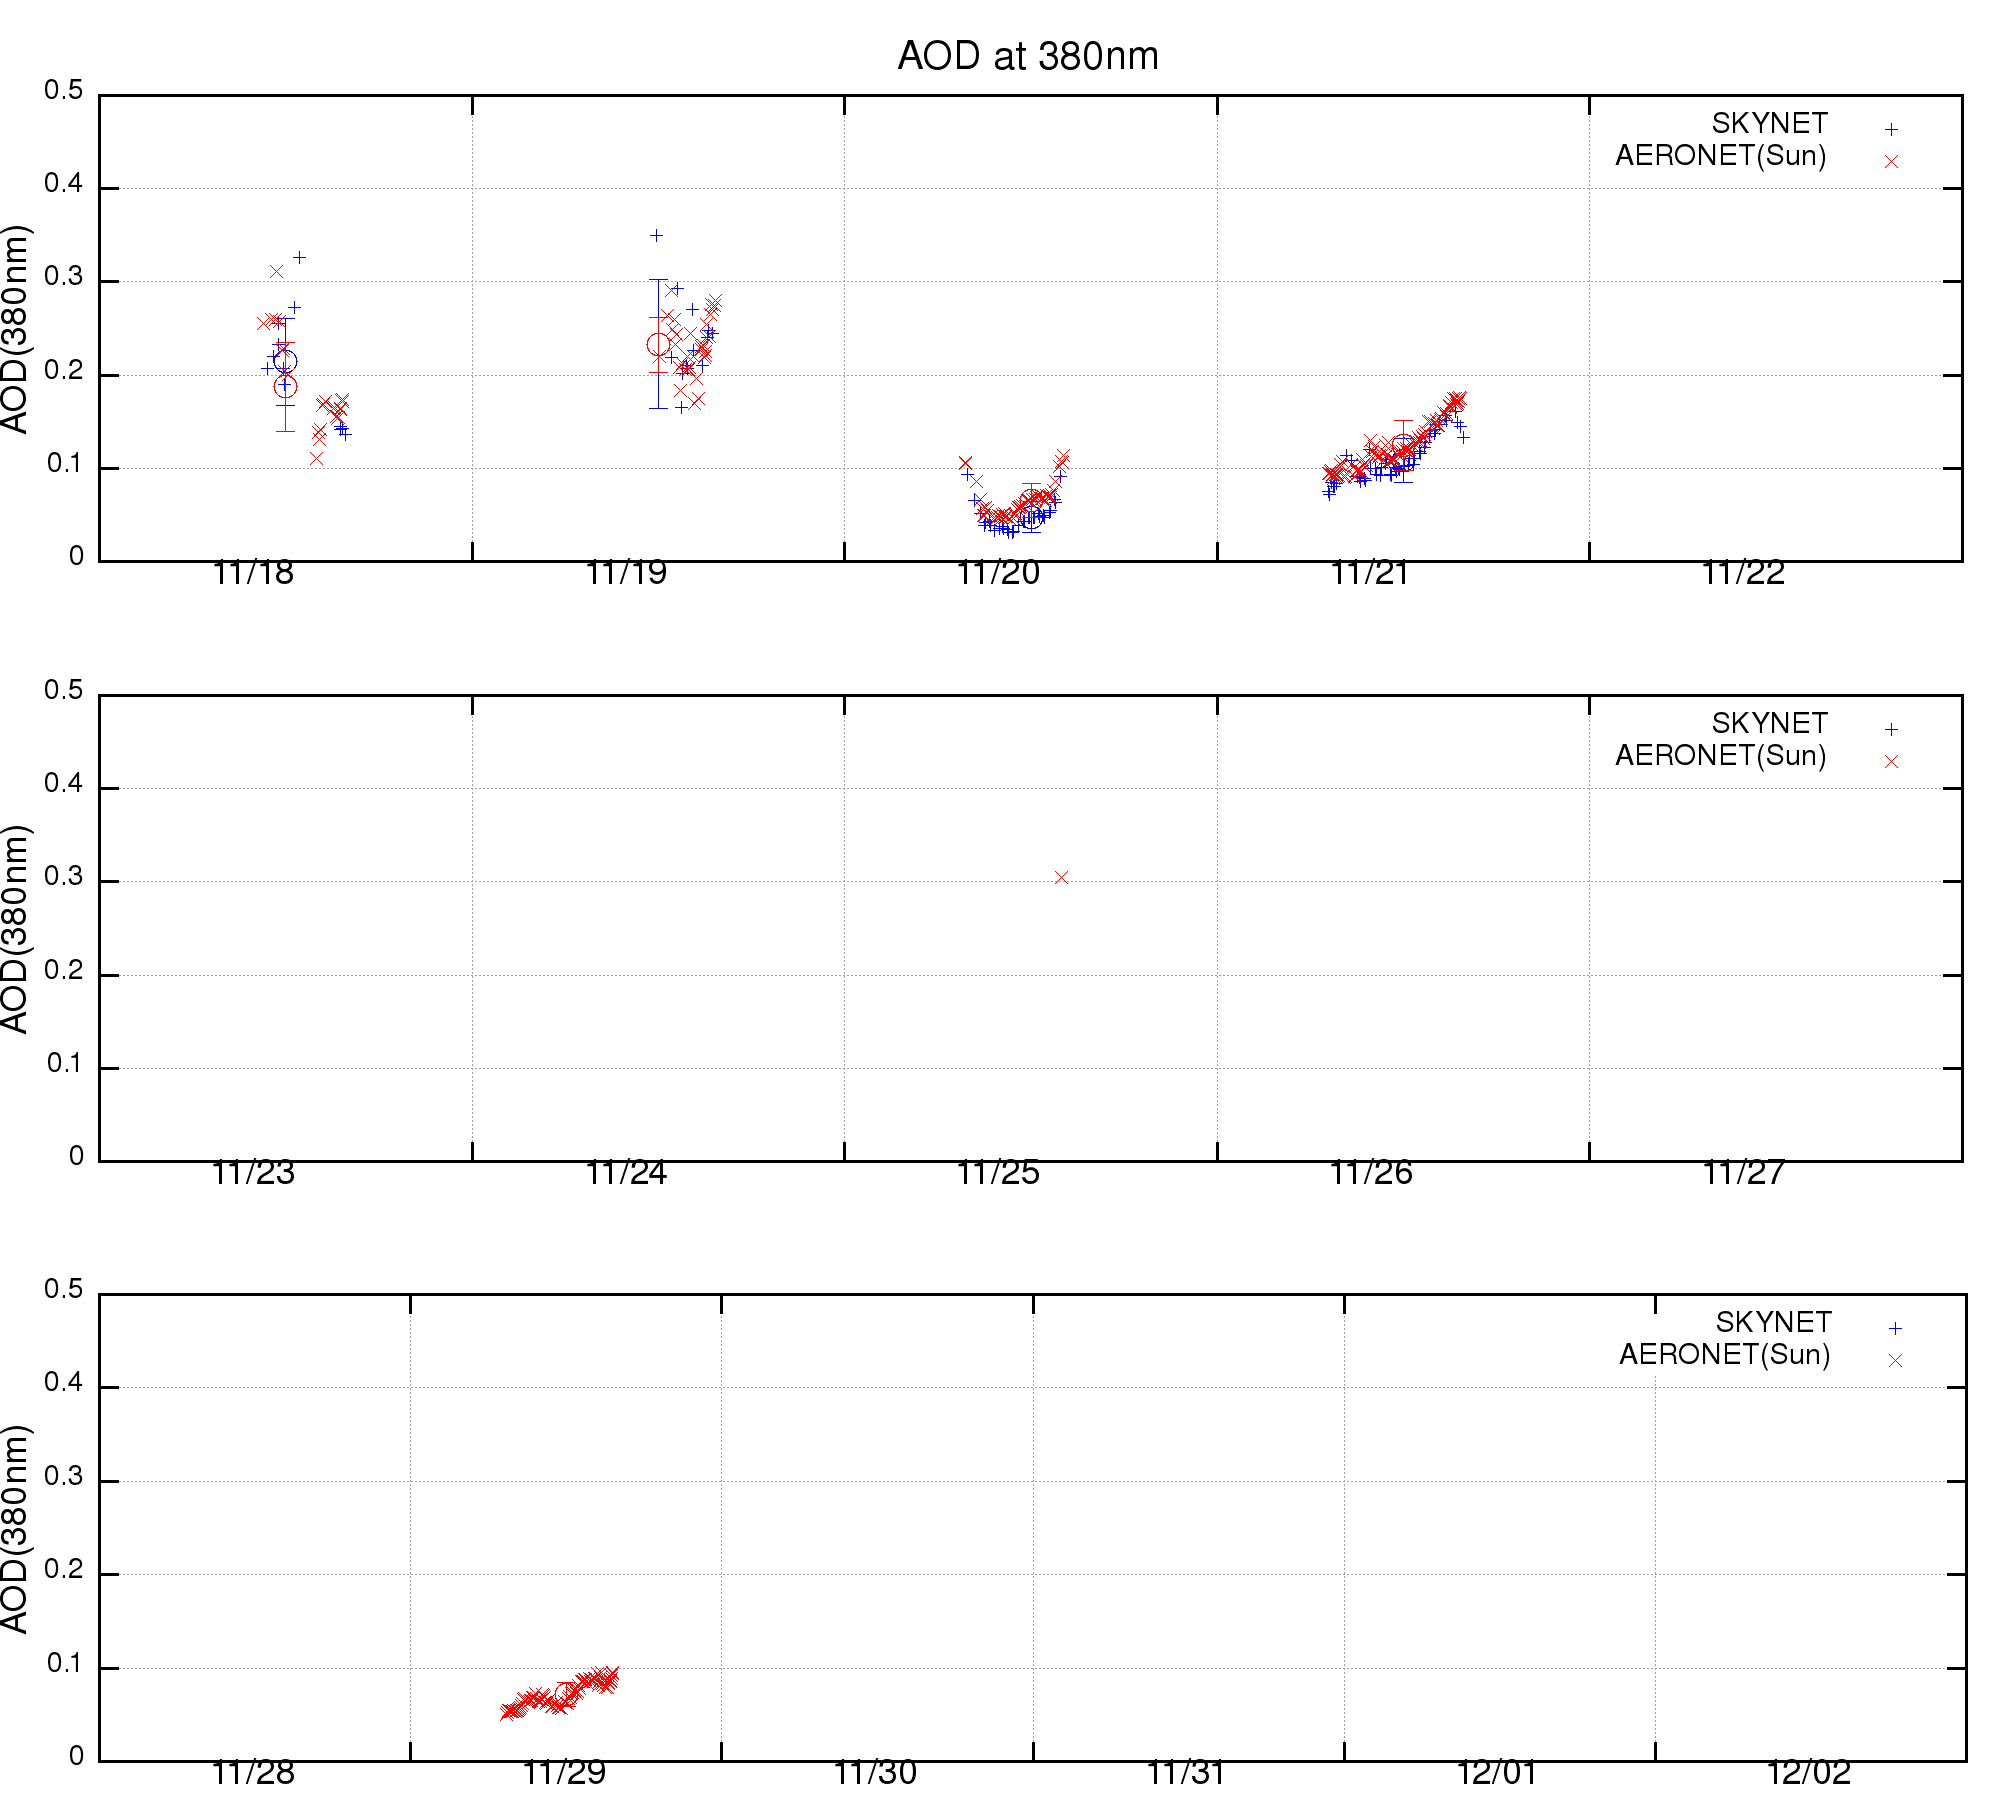 AOD at 380nm
0.5
SKYNET
AERONET(Sun)
0.4
0.3
AOD(380nm)
0.2
0.1
0
11/18 11/19 11/20 11/21 11/22
0.5
SKYNET
AERONET(Sun)
0.4
0.3
AOD(380nm)
0.2
0.1
0
11/23 11/24 11/25 11/26 11/27
0.5
SKYNET
AERONET(Sun)
0.4
0.3
AOD(380nm)
0.2
0.1
0
11/28 11/29 11/30 11/31 12/01 12/02